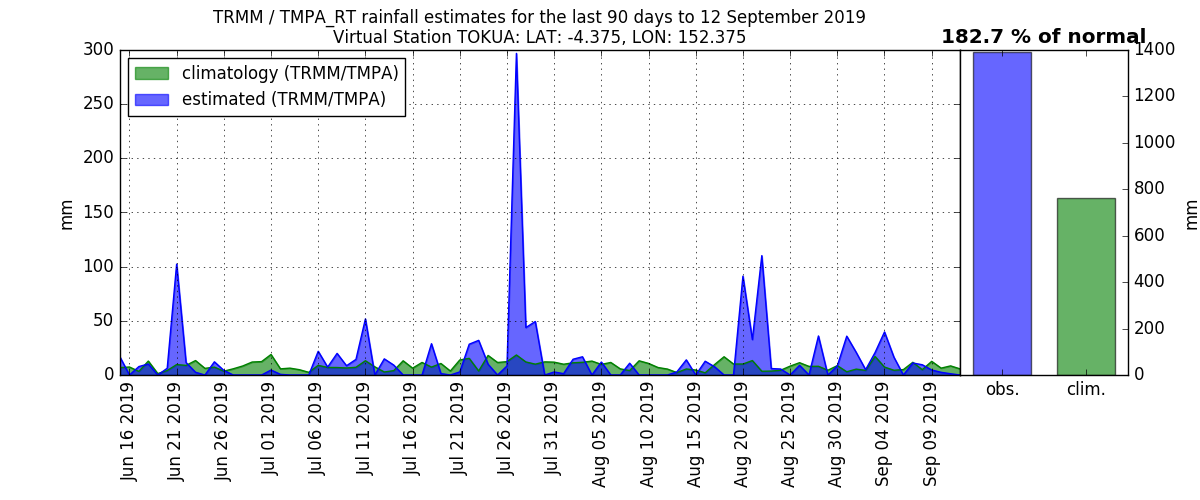 TRMM / TMPA_RT rainfall estimates for the last 90 days to 12 September 2019
Virtual Station TOKUA: LAT: -4.375, LON: 152.375
182.7 % of normal
climatology (TRMM/TMPA)
estimated (TRMM/TMPA)
mm
300
250
200
150
100
50
0
Jun 16 2019
Jun 21 2019
Jun 26 2019
Jul 01 2019
Jul 06 2019
Jul 11 2019
Jul 16 2019
Jul 21 2019
Jul 26 2019
Jul 31 2019
Aug 05 2019
Aug 10 2019
Aug 15 2019
Aug 20 2019
Aug 25 2019
Aug 30 2019
Sep 04 2019
Sep 09 2019
obs.
clim.
1400
1200
1000
800
600
400
200
0
mm